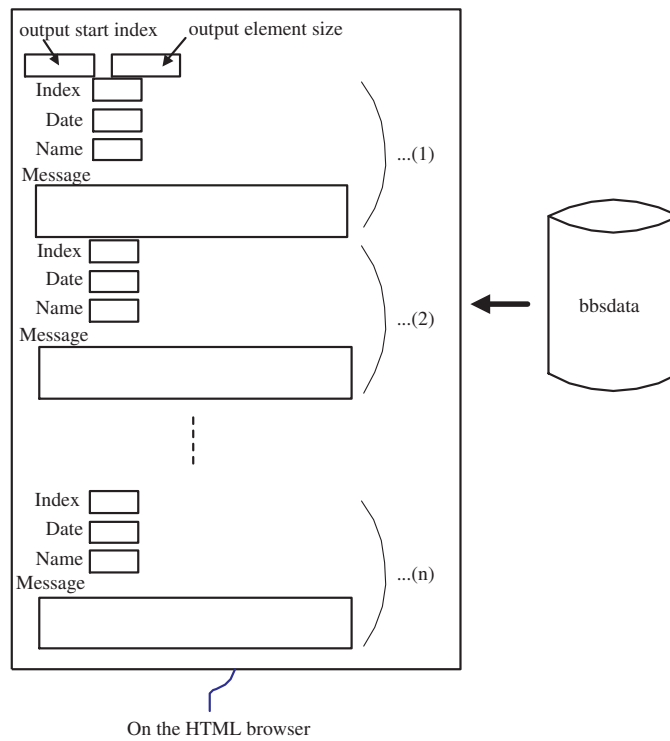 output start index
output element size
Index
Date
Name
Message
...(1)
Index
Date
Name
Message
...(2)
bbsdata
Index
Date
Name
Message
...(n)
On the HTML browser